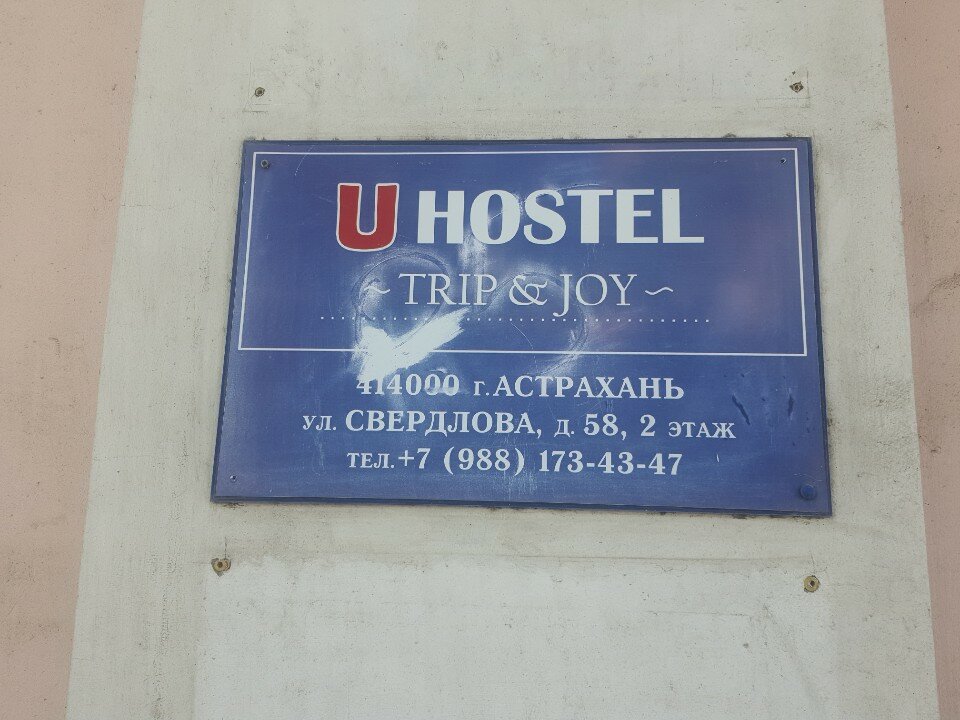 U HOSTEL
~ TRIP & JOY ~
414000 г. АСТРАХАНЬ
ул. СВЕРДЛОВА, д. 58, 2 этаж
тел. +7 (988) 173-43-47